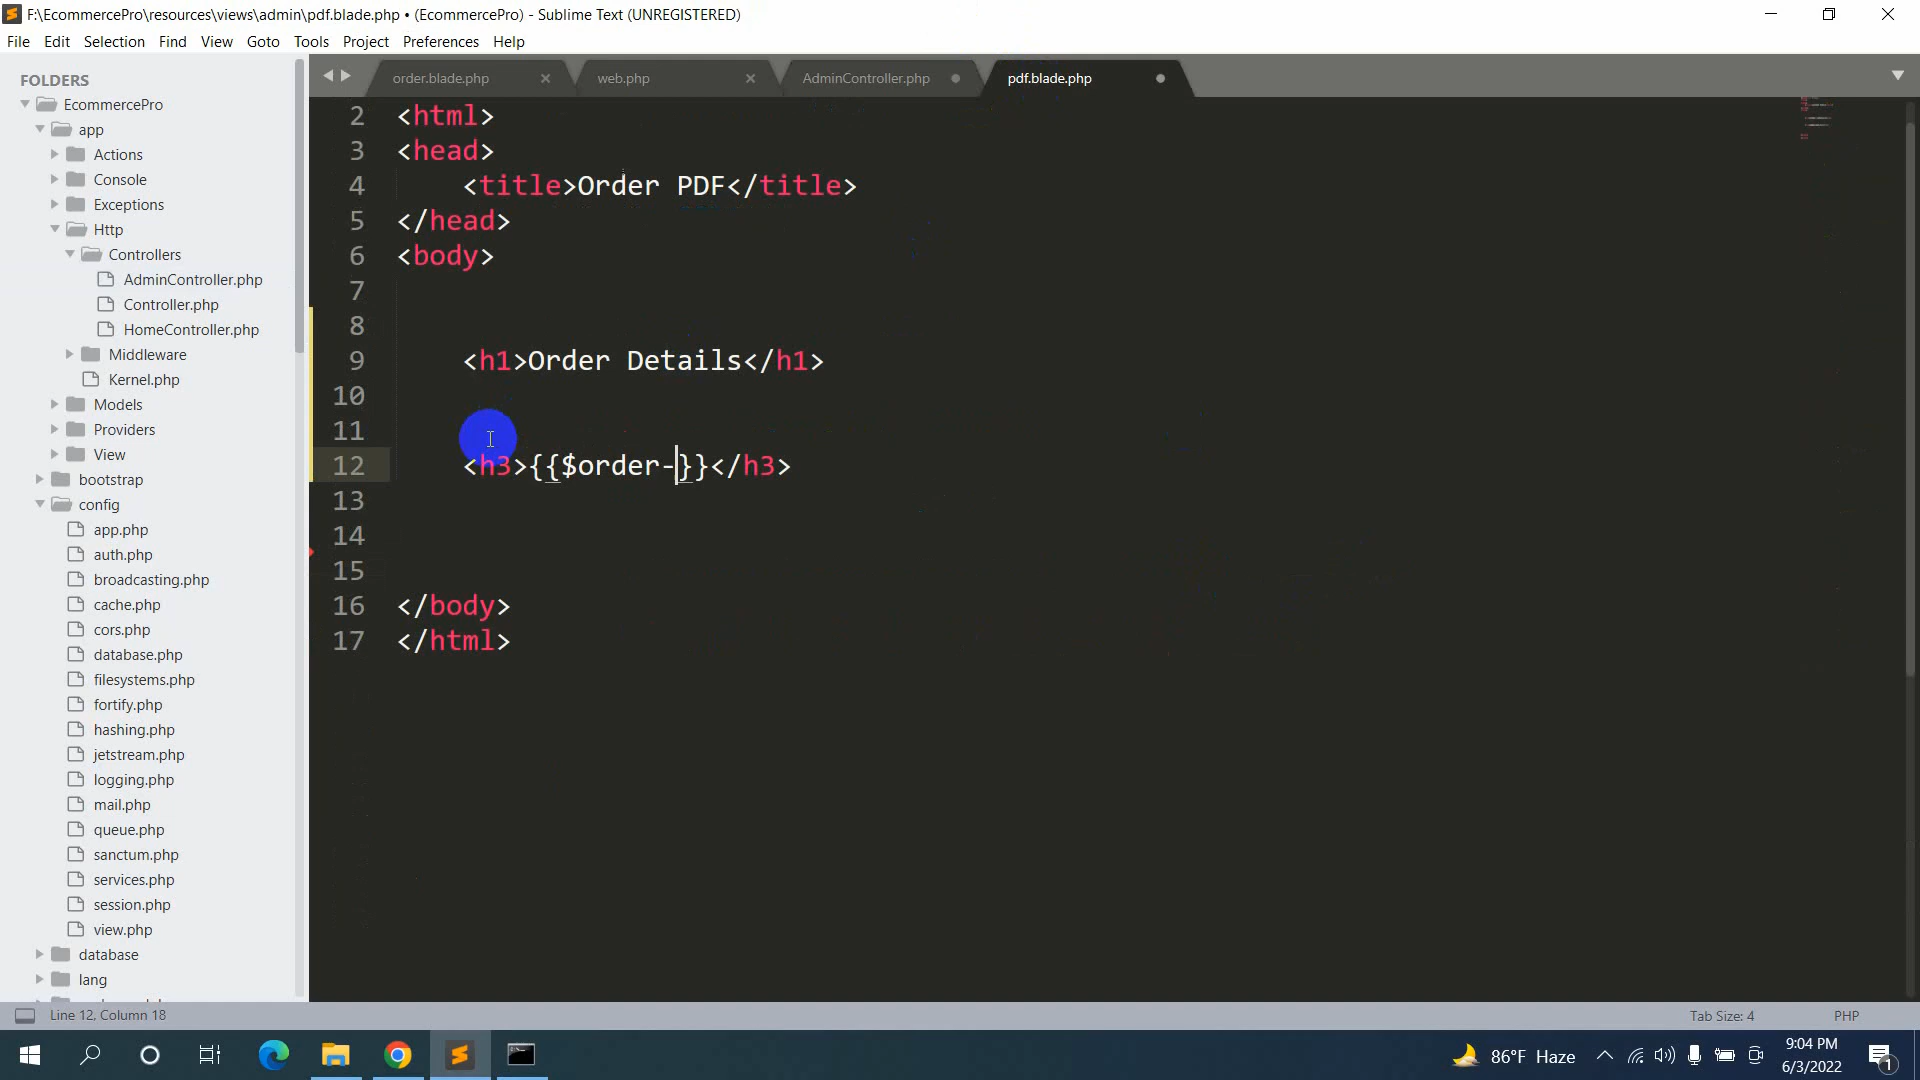 F:\EcommercePro\resources\views\admin\pdf.blade.php • (EcommercePro) - Sublime Text (UNREGISTERED)
File Edit Selection Find View Goto Tools Project Preferences Help
FOLDERS
EcommercePro
app
Actions
Console
Exceptions
Http
Controllers
AdminController.php
Controller.php
HomeController.php
Middleware
Kernel.php
Models
Providers
View
bootstrap
config
app.php
auth.php
broadcasting.php
cache.php
cors.php
database.php
filesystems.php
fortify.php
hashing.php
jetstream.php
logging.php
mail.php
queue.php
sanctum.php
services.php
session.php
view.php
database
lang
order.blade.php web.php AdminController.php pdf.blade.php
2 <html>
3 <head>
4 <title>Order PDF</title>
5 </head>
6 <body>
7
8
9 <h1>Order Details</h1>
10
11
12 <h3>{{$order-}}</h3>
13
14
15
16 </body>
17 </html>
Line 12, Column 18
Tab Size: 4 PHP
86°F Haze
9:04 PM
6/3/2022
1